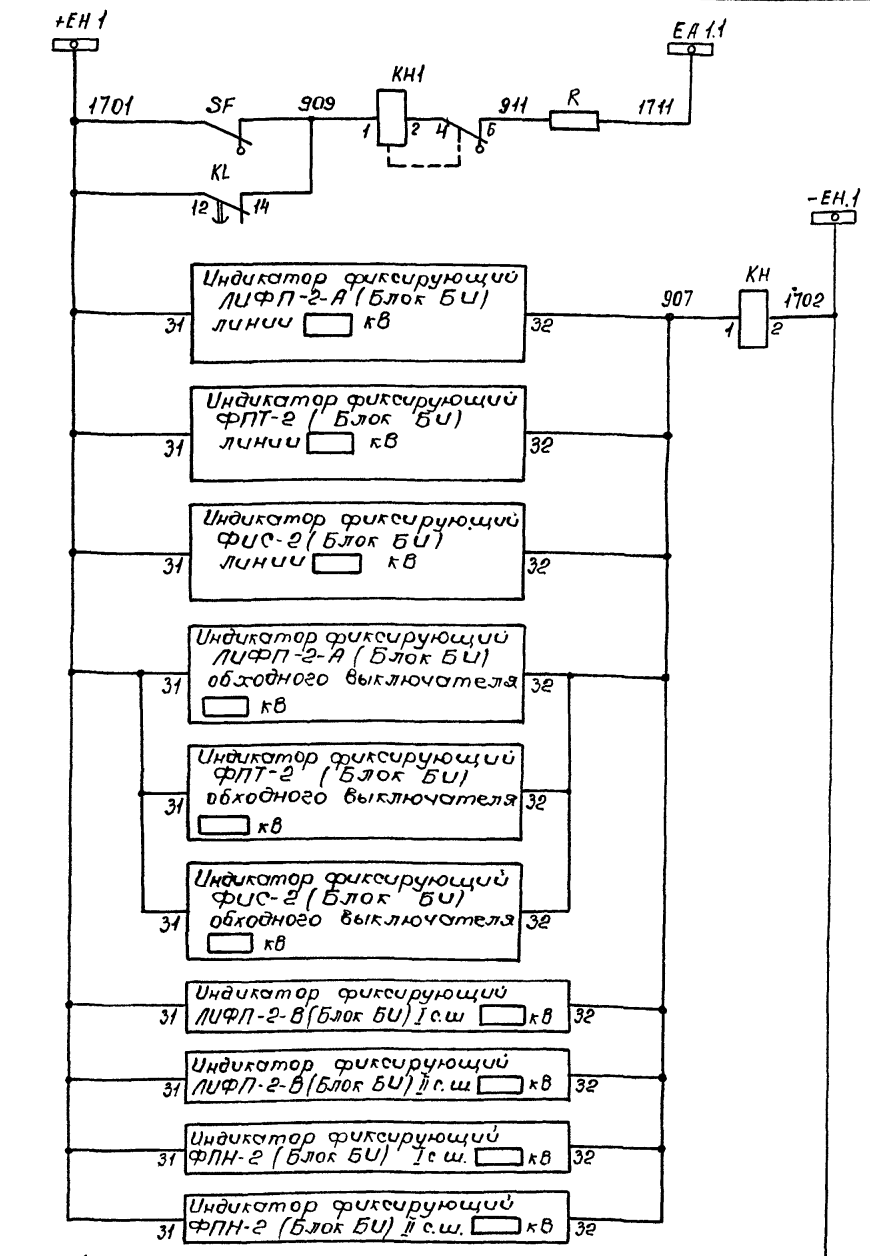 +ЕН 1
ЕА 1.1
КН1
1701
SF
909
1
2
4
6
911
R
1711
KL
12
14
-ЕН.1
Индикатор фиксирующий
ЛИФП-2-А (Блок БИ)
линии кв
31
32
907
КН
1
2
1702
Индикатор фиксирующий
ФПТ-2 (Блок БИ)
линии кв
31
32
Индикатор фиксирующий
ФИС-2 (Блок БИ)
линии кв
31
32
Индикатор фиксирующий
ЛИФП-2-А (Блок БИ)
обходного выключателя
кв
31
32
Индикатор фиксирующий
ФПТ-2 (Блок БИ)
обходного выключателя
кв
31
32
Индикатор фиксирующий
ФИС-2 (Блок БИ)
обходного выключателя
кв
31
32
Индикатор фиксирующий
ЛИФП-2-В (Блок БИ) I с.ш кв
31
32
Индикатор фиксирующий
ЛИФП-2-В (Блок БИ) II с.ш. кв
31
32
Индикатор фиксирующий
ФПН-2 (Блок БИ) I с.ш. кв
31
32
Индикатор фиксирующий
ФПН-2 (Блок БИ) II с.ш. кв
31
32